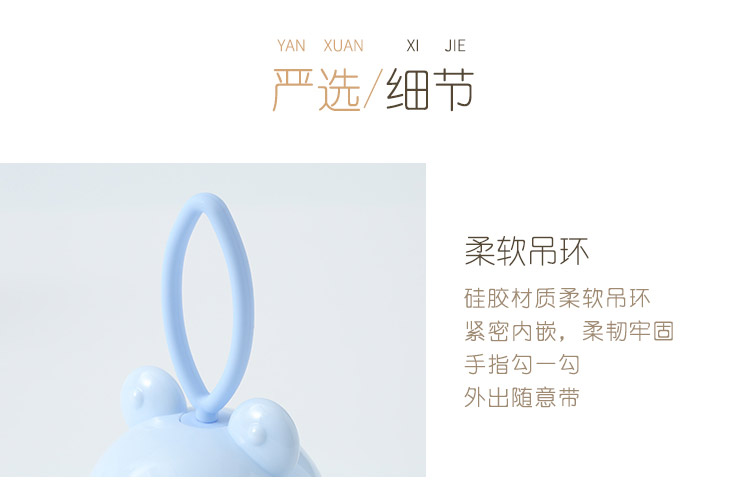 YAN XUAN XI JIE
严选/细节
柔软吊环
硅胶材质柔软吊环
紧密内嵌，柔韧牢固
手指勾一勾
外出随意带